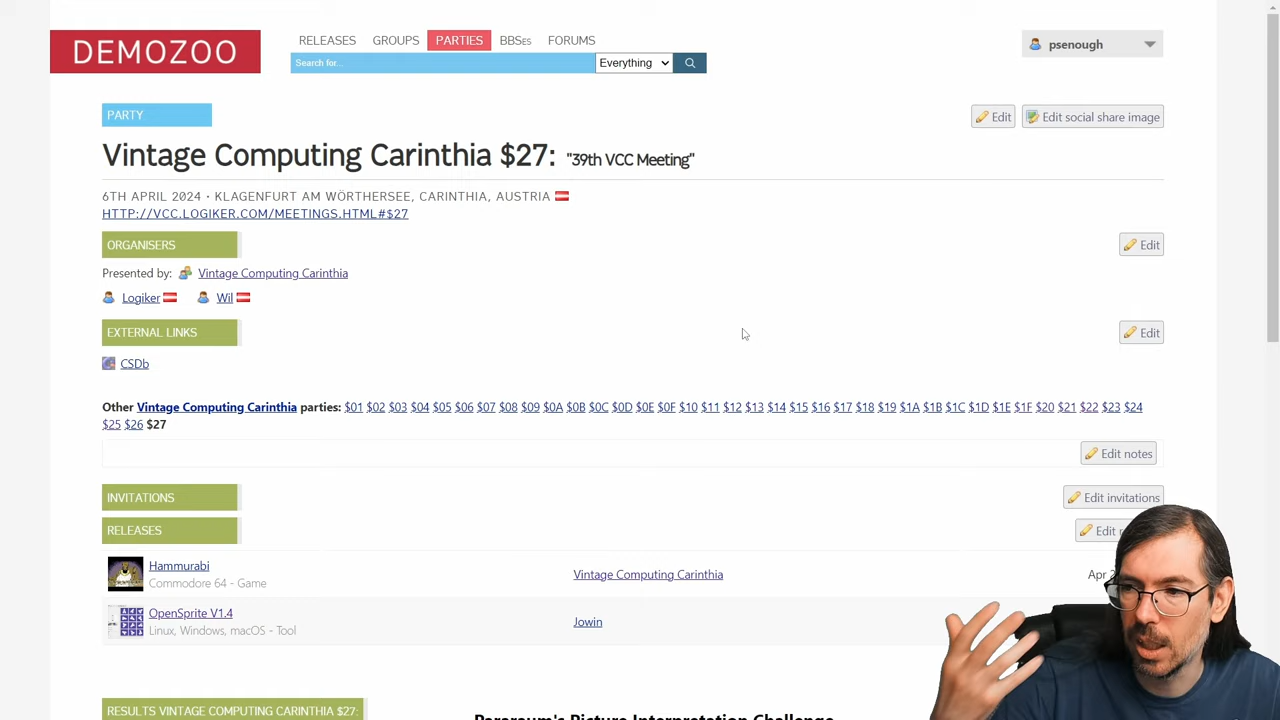 DEMOZOO
RELEASES GROUPS PARTIES BBSES FORUMS
psenough
Search for...
Everything
PARTY
Edit
Edit social share image
Vintage Computing Carinthia $27: "39th VCC Meeting"
6TH APRIL 2024 • KLAGENFURT AM WÖRTHERSEE, CARINTHIA, AUSTRIA
HTTP://VCC.LOGIKER.COM/MEETINGS.HTML#$27
ORGANISERS
Edit
Presented by: Vintage Computing Carinthia
Logiker Wil
EXTERNAL LINKS
Edit
CSDb
Other Vintage Computing Carinthia parties: $01 $02 $03 $04 $05 $06 $07 $08 $09 $0A $0B $0C $0D $0E $0F $10 $11 $12 $13 $14 $15 $16 $17 $18 $19 $1A $1B $1C $1D $1E $1F $20 $21 $22 $23 $24
$25 $26 $27
Edit notes
INVITATIONS
Edit invitations
RELEASES
Edit
Hammurabi
Commodore 64 - Game
Vintage Computing Carinthia
Apr
OpenSprite V1.4
Linux, Windows, macOS - Tool
Jowin
RESULTS VINTAGE COMPUTING CARINTHIA $27:
Pararaum's Picture Interpretation Challenge